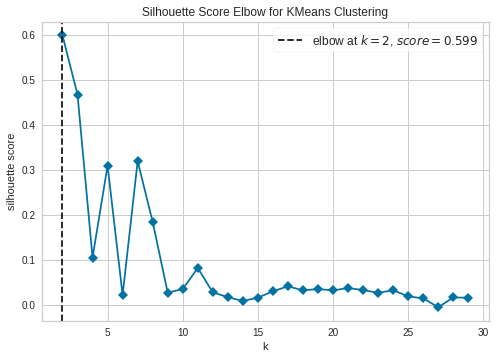 Silhouette Score Elbow for KMeans Clustering
elbow at k = 2, score = 0.599
silhouette score
0.6
0.5
0.4
0.3
0.2
0.1
0.0
5 10 15 20 25 30
k